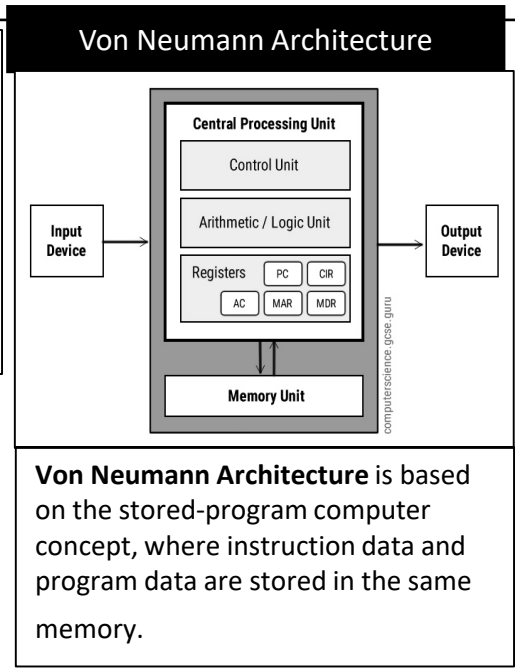 Von Neumann Architecture
Central Processing Unit
Control Unit
Arithmetic / Logic Unit
Registers PC CIR
AC MAR MDR
Input
Device
Output
Device
Memory Unit
computerscience.gcse.guru
Von Neumann Architecture is based
on the stored-program computer
concept, where instruction data and
program data are stored in the same
memory.